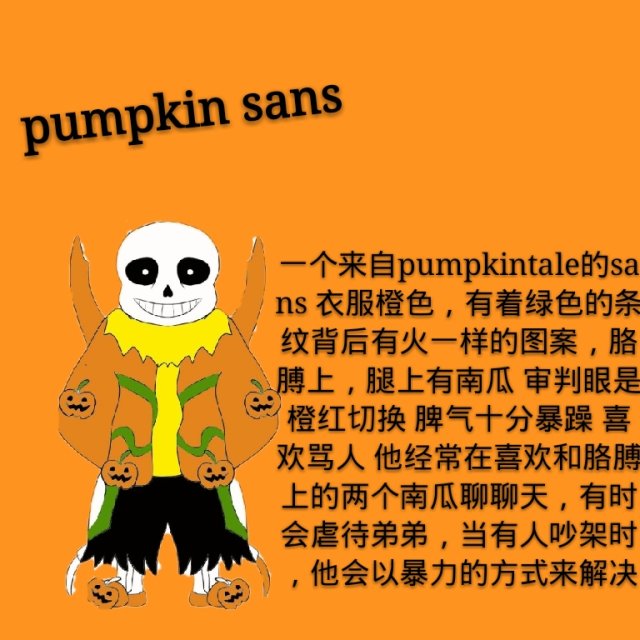 pumpkin sans
一个来自pumpkintale的sa
ns 衣服橙色，有着绿色的条
纹背后有火一样的图案，胳
膊上，腿上有南瓜 审判眼是
橙红切换 脾气十分暴躁 喜
欢骂人 他经常在喜欢和胳膊
上的两个南瓜聊聊天，有时
会虐待弟弟，当有人吵架时
，他会以暴力的方式来解决